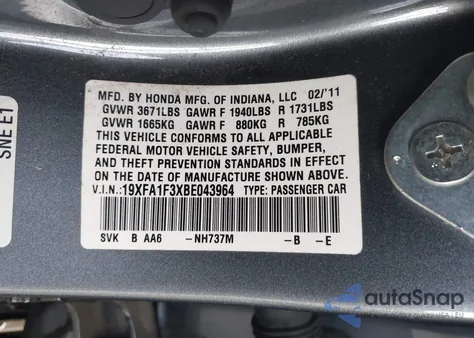 SNE E1
MFD. BY HONDA MFG. OF INDIANA, LLC 02/'11
GVWR 3671LBS GAWR F 1940LBS R 1731LBS
GVWR 1665KG GAWR F 880KG R 785KG
THIS VEHICLE CONFORMS TO ALL APPLICABLE
FEDERAL MOTOR VEHICLE SAFETY, BUMPER,
AND THEFT PREVENTION STANDARDS IN EFFECT
ON THE DATE OF MANUFACTURE SHOWN ABOVE.
V.I.N.: 19XFA1F3XBE043964 TYPE: PASSENGER CAR
SVK B AA6 -NH737M -B -E
autoSnap